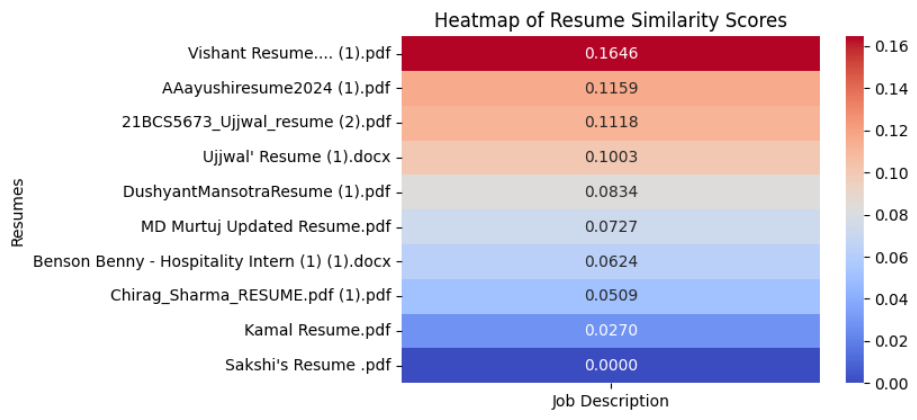 Heatmap of Resume Similarity Scores
Resumes
Vishant Resume.... (1).pdf 0.1646
AAayushiresume2024 (1).pdf 0.1159
21BCS5673_Ujjwal_resume (2).pdf 0.1118
Ujjwal' Resume (1).docx 0.1003
DushyantMansotraResume (1).pdf 0.0834
MD Murtuj Updated Resume.pdf 0.0727
Benson Benny - Hospitality Intern (1) (1).docx 0.0624
Chirag_Sharma_RESUME.pdf (1).pdf 0.0509
Kamal Resume.pdf 0.0270
Sakshi's Resume .pdf 0.0000
Job Description
0.16
0.14
0.12
0.10
0.08
0.06
0.04
0.02
0.00